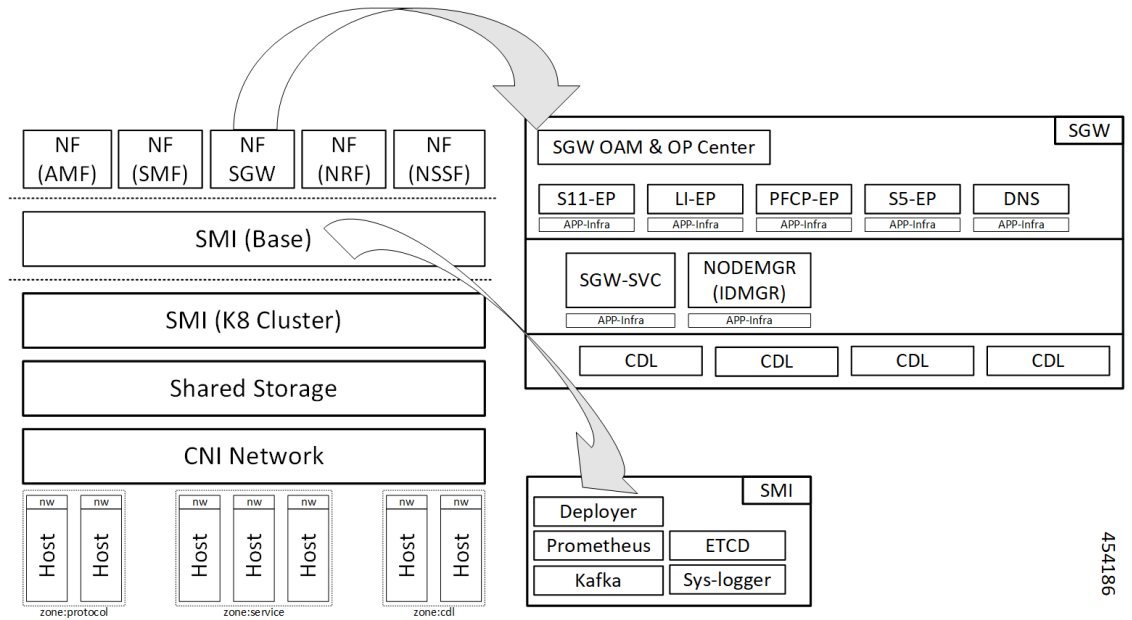 NF
(AMF)
NF
(SMF)
NF
SGW
NF
(NRF)
NF
(NSSF)
SMI (Base)
SMI (K8 Cluster)
Shared Storage
CNI Network
nw
nw
nw
nw
nw
nw
nw
Host
Host
Host
Host
Host
Host
Host
zone:protocol
zone:service
zone:cdl
SGW
SGW OAM & OP Center
S11-EP
LI-EP
PFCP-EP
S5-EP
DNS
APP-Infra
APP-Infra
APP-Infra
APP-Infra
APP-Infra
SGW-SVC
NODEMGR
(IDMGR)
APP-Infra
APP-Infra
CDL
CDL
CDL
CDL
SMI
Deployer
Prometheus
ETCD
Kafka
Sys-logger
454186